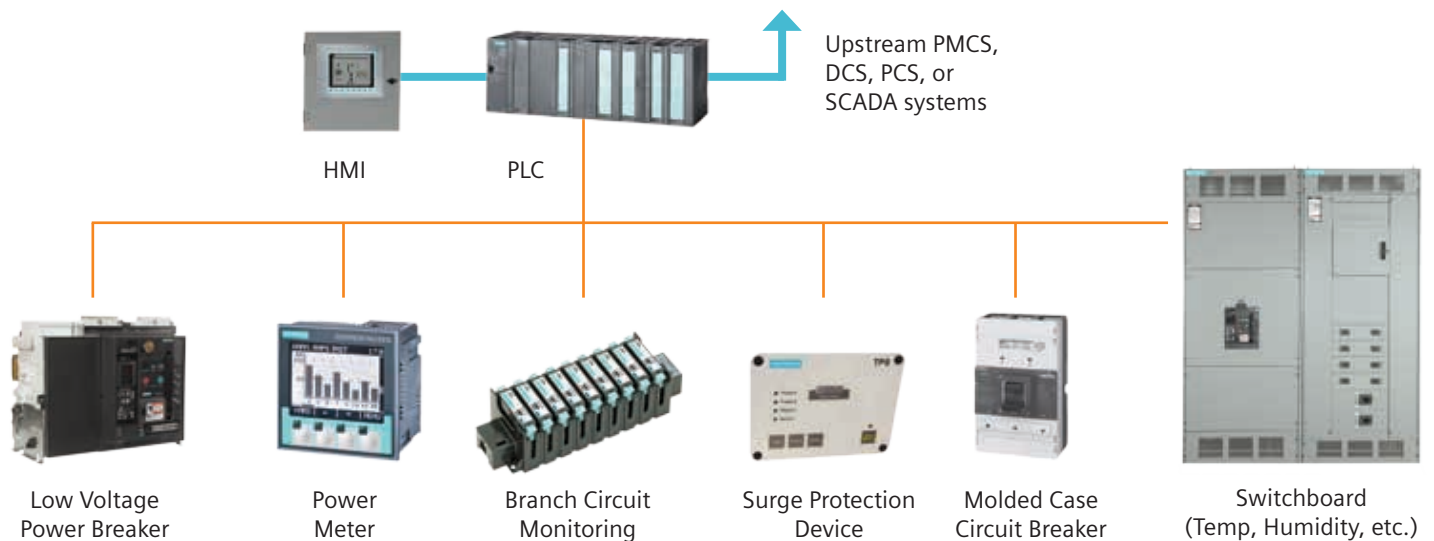 Upstream PMCS,
DCS, PCS, or
SCADA systems
HMI
PLC
TPS
Low Voltage
Power Breaker
Power
Meter
Branch Circuit
Monitoring
Surge Protection
Device
Molded Case
Circuit Breaker
Switchboard
(Temp, Humidity, etc.)